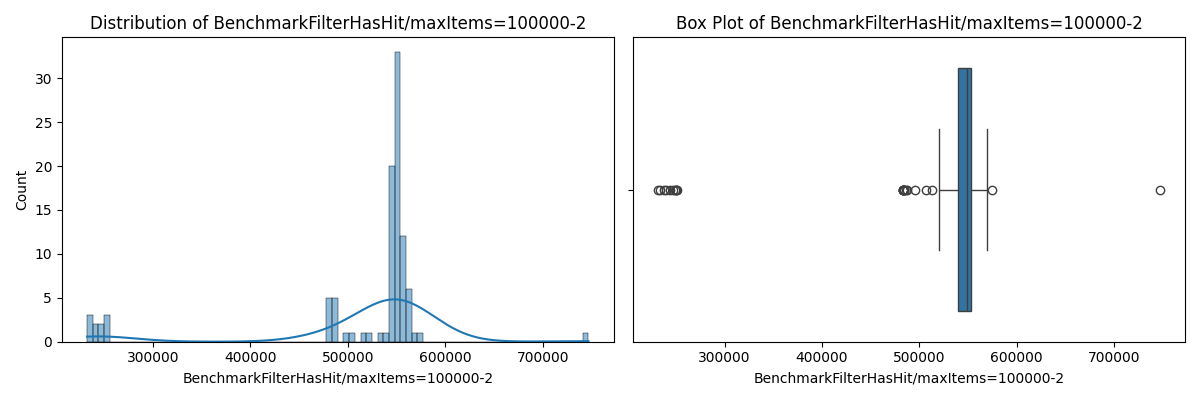 Distribution of BenchmarkFilterHasHit/maxItems=100000-2
Count
30
25
20
15
10
5
0
300000 400000 500000 600000 700000
BenchmarkFilterHasHit/maxItems=100000-2
Box Plot of BenchmarkFilterHasHit/maxItems=100000-2
300000 400000 500000 600000 700000
BenchmarkFilterHasHit/maxItems=100000-2